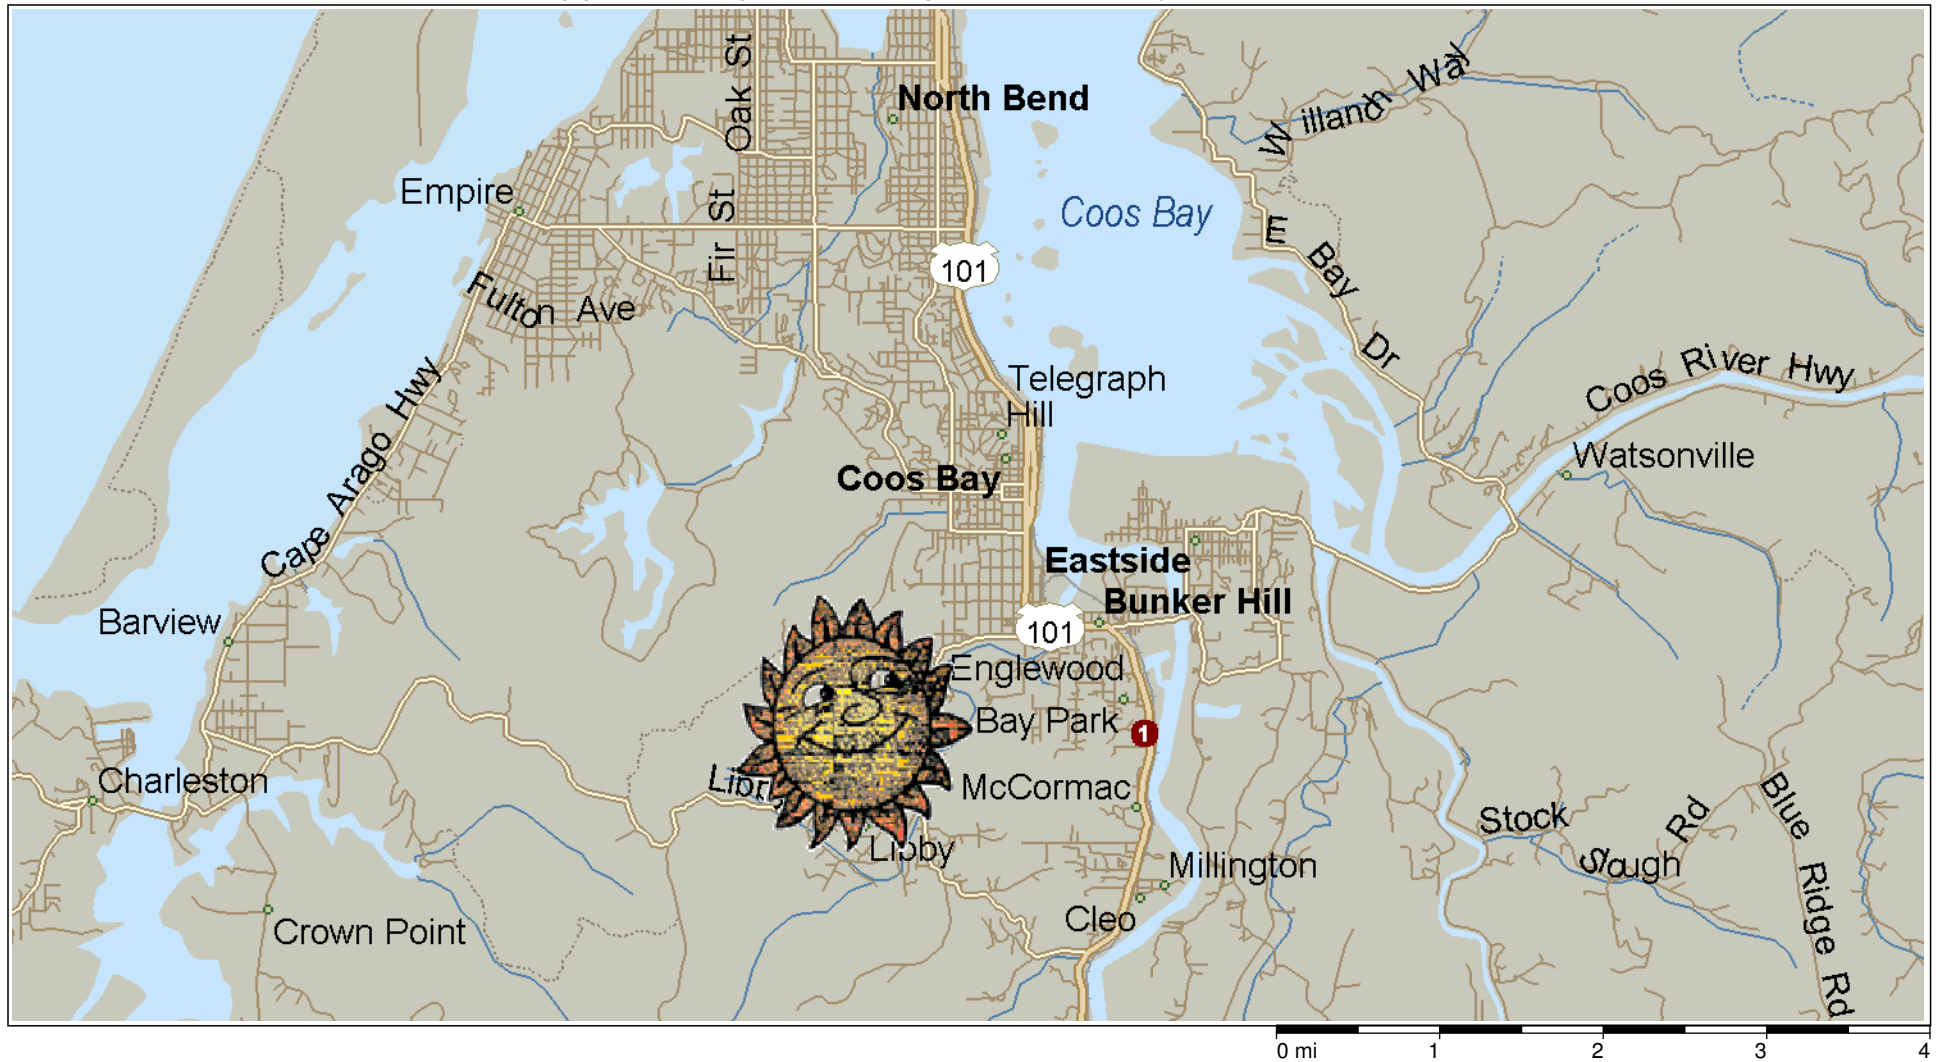 Oak St
North Bend
Willanch Way
Empire
Fir St
Coos Bay
E Bay Dr
101
Fulton Ave
Cape Arago Hwy
Telegraph
Hill
Coos River Hwy
Watsonville
Coos Bay
Eastside
Bunker Hill
Barview
101
Englewood
Bay Park
1
Charleston
Libby
McCormac
Stock Slough Rd
Blue Ridge Rd
Libby
Millington
Cleo
Crown Point
0 mi 1 2 3 4